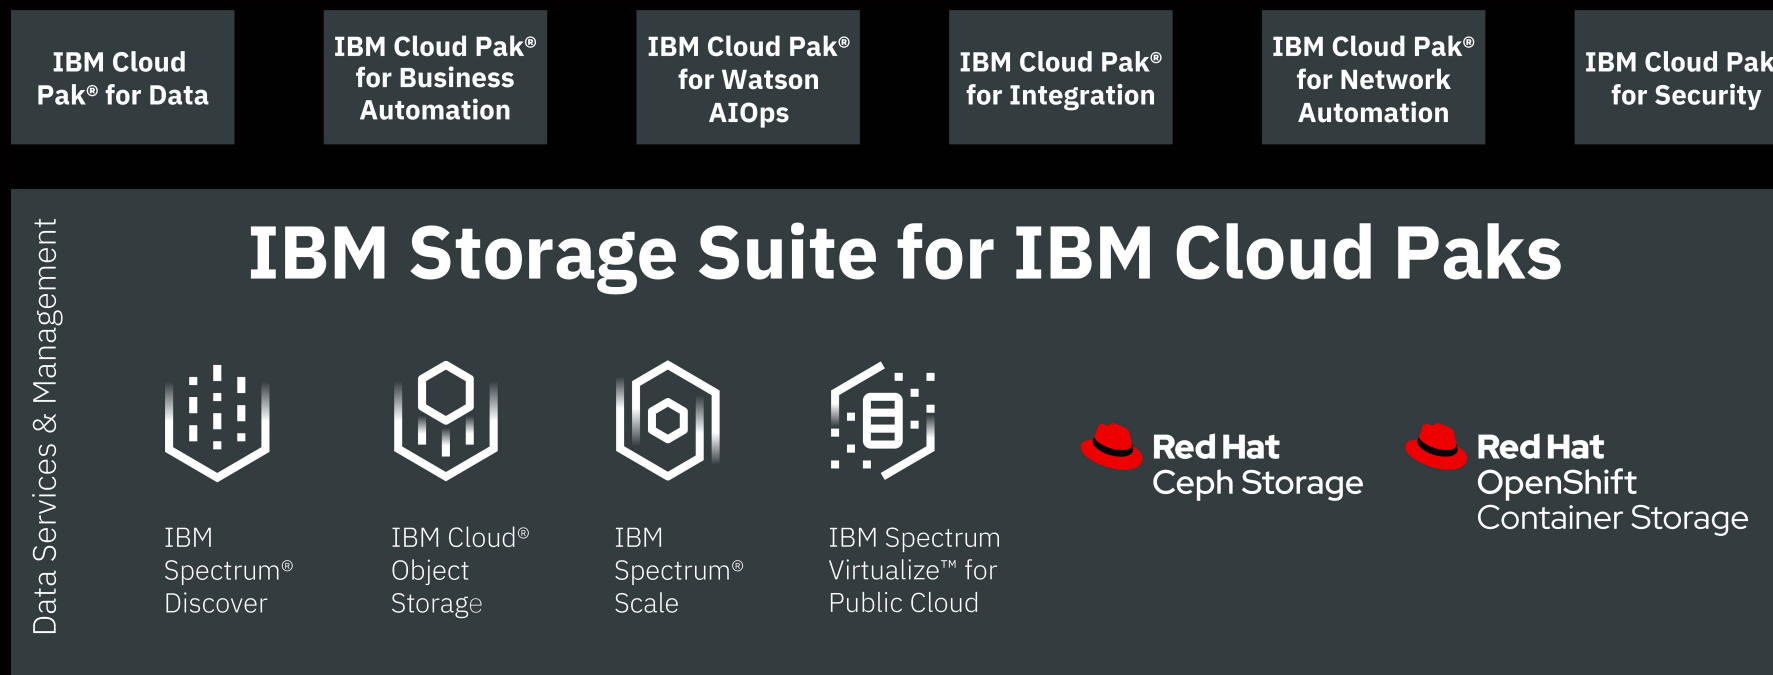 IBM Cloud
Pak® for Data
IBM Cloud Pak®
for Business
Automation
IBM Cloud Pak®
for Watson
AIOps
IBM Cloud Pak®
for Integration
IBM Cloud Pak®
for Network
Automation
IBM Cloud Pak
for Security
Data Services & Management
IBM Storage Suite for IBM Cloud Paks
IBM
Spectrum®
Discover
IBM Cloud®
Object
Storage
IBM
Spectrum®
Scale
IBM Spectrum
Virtualize™ for
Public Cloud
Red Hat
Ceph Storage
Red Hat
OpenShift
Container Storage